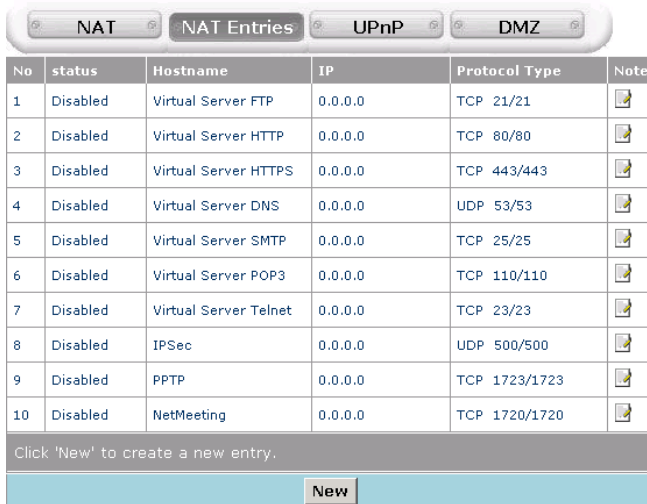 NAT NAT Entries UPnP DMZ
No status Hostname IP Protocol Type Note
1 Disabled Virtual Server FTP 0.0.0.0 TCP 21/21
2 Disabled Virtual Server HTTP 0.0.0.0 TCP 80/80
3 Disabled Virtual Server HTTPS 0.0.0.0 TCP 443/443
4 Disabled Virtual Server DNS 0.0.0.0 UDP 53/53
5 Disabled Virtual Server SMTP 0.0.0.0 TCP 25/25
6 Disabled Virtual Server POP3 0.0.0.0 TCP 110/110
7 Disabled Virtual Server Telnet 0.0.0.0 TCP 23/23
8 Disabled IPSec 0.0.0.0 UDP 500/500
9 Disabled PPTP 0.0.0.0 TCP 1723/1723
10 Disabled NetMeeting 0.0.0.0 TCP 1720/1720
Click 'New' to create a new entry.
New